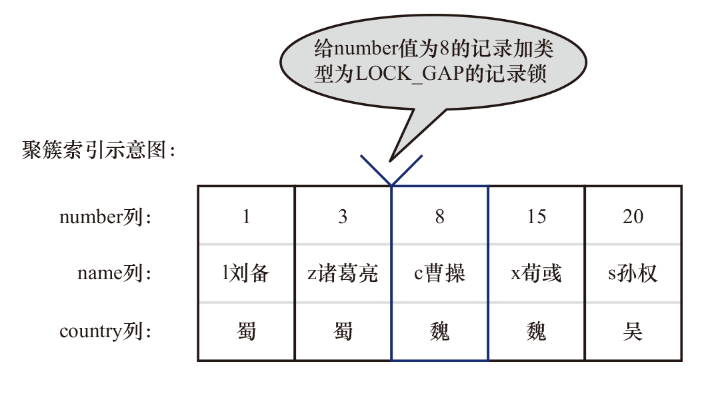 给number值为8的记录加类
型为LOCK_GAP的记录锁
聚簇索引示意图：
number列： 1 3 8 15 20
name列： l刘备 z诸葛亮 c曹操 x荀彧 s孙权
country列： 蜀 蜀 魏 魏 吴